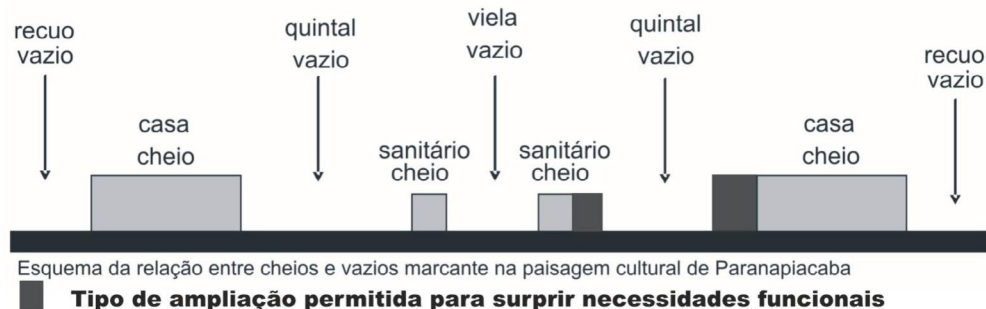 recuo
vazio
casa
cheio
quintal
vazio
sanitário
cheio
viela
vazio
sanitário
cheio
quintal
vazio
casa
cheio
recuo
vazio
Esquema da relação entre cheios e vazios marcante na paisagem cultural de Paranapiacaba
Tipo de ampliação permitida para surprir necessidades funcionais